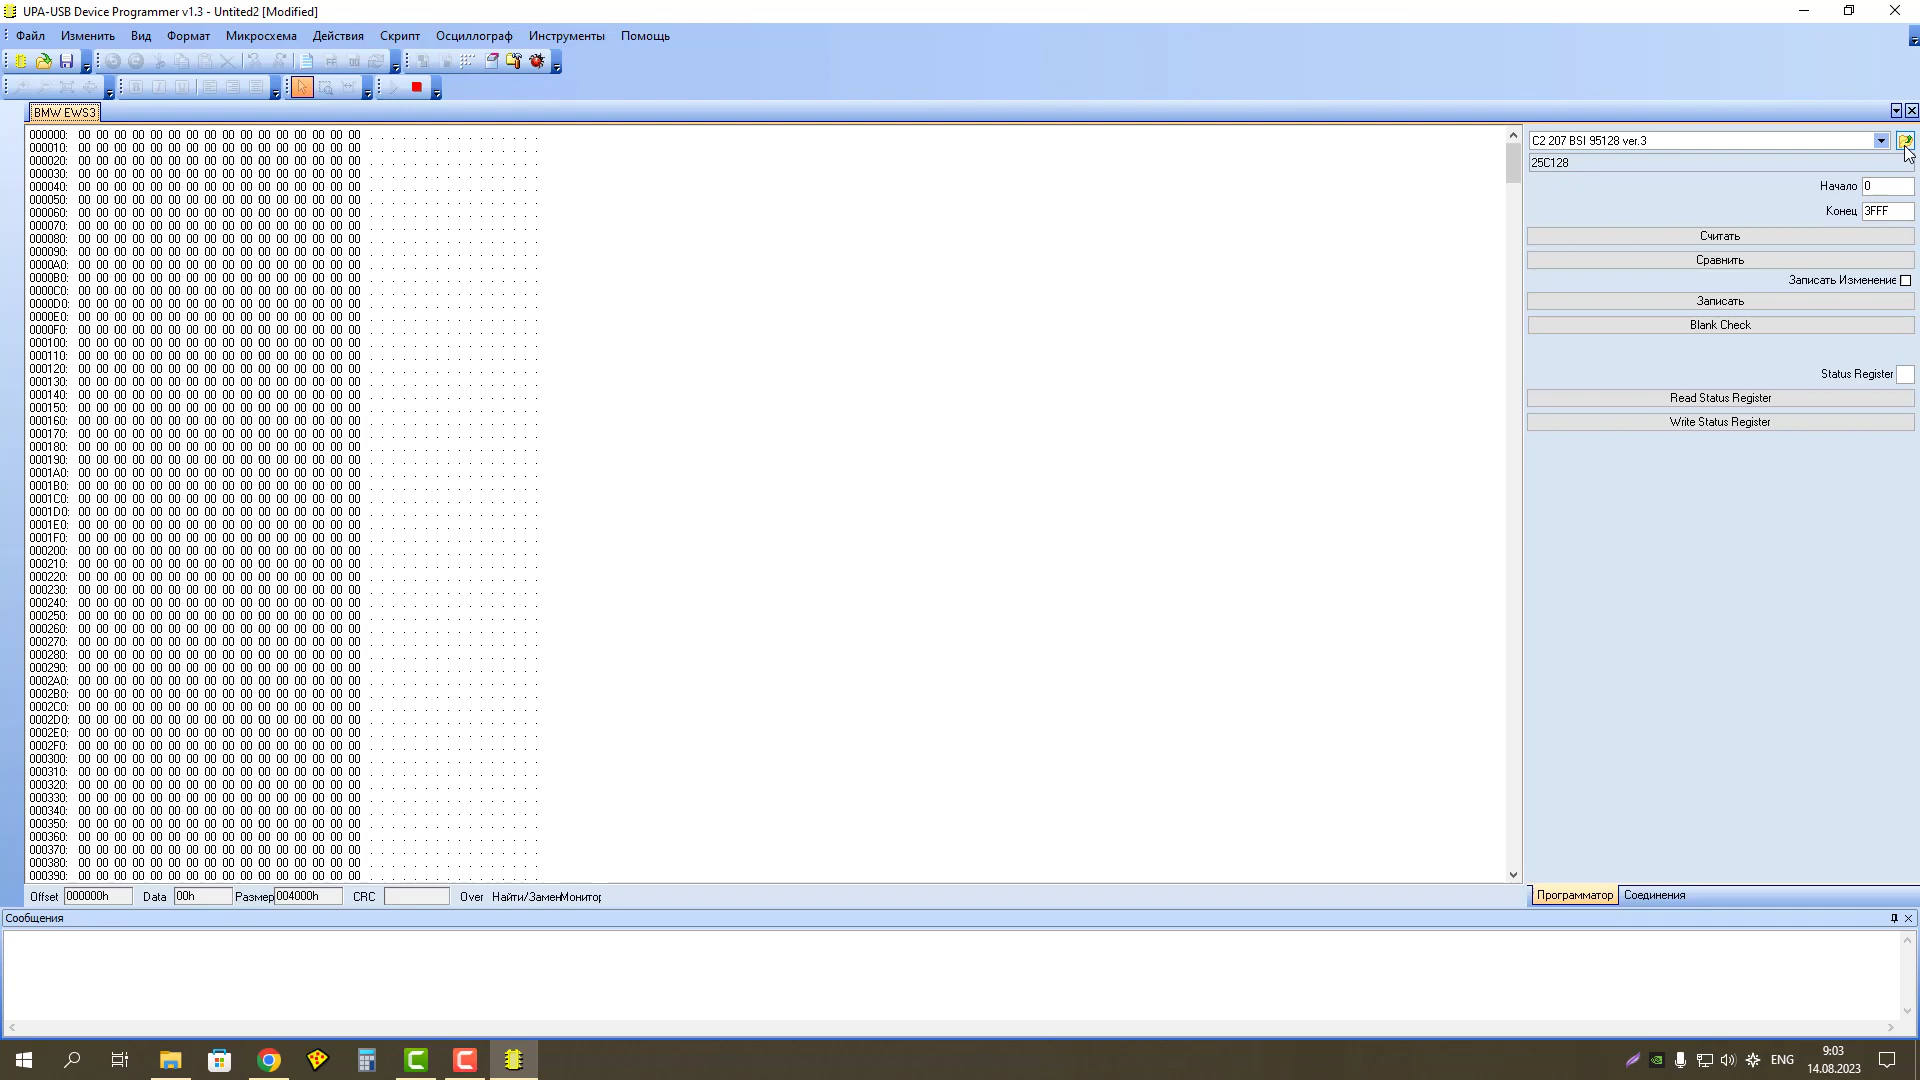 UPA-USB Device Programmer v1.3 - Untited2 [Modified]
Файл Изменить Вид Формат Микросхема Действия Скрипт Осциллограф Инструменты Помощь
BMW EWS3
000000: 00 00 00 00 00 00 00 00 00 00 00 00 00 00 00 00 . . . . . . . . . . . . . . . .
000010: 00 00 00 00 00 00 00 00 00 00 00 00 00 00 00 00 . . . . . . . . . . . . . . . .
000020: 00 00 00 00 00 00 00 00 00 00 00 00 00 00 00 00 . . . . . . . . . . . . . . . .
000030: 00 00 00 00 00 00 00 00 00 00 00 00 00 00 00 00 . . . . . . . . . . . . . . . .
000040: 00 00 00 00 00 00 00 00 00 00 00 00 00 00 00 00 . . . . . . . . . . . . . . . .
000050: 00 00 00 00 00 00 00 00 00 00 00 00 00 00 00 00 . . . . . . . . . . . . . . . .
000060: 00 00 00 00 00 00 00 00 00 00 00 00 00 00 00 00 . . . . . . . . . . . . . . . .
000070: 00 00 00 00 00 00 00 00 00 00 00 00 00 00 00 00 . . . . . . . . . . . . . . . .
000080: 00 00 00 00 00 00 00 00 00 00 00 00 00 00 00 00 . . . . . . . . . . . . . . . .
000090: 00 00 00 00 00 00 00 00 00 00 00 00 00 00 00 00 . . . . . . . . . . . . . . . .
0000A0: 00 00 00 00 00 00 00 00 00 00 00 00 00 00 00 00 . . . . . . . . . . . . . . . .
0000B0: 00 00 00 00 00 00 00 00 00 00 00 00 00 00 00 00 . . . . . . . . . . . . . . . .
0000C0: 00 00 00 00 00 00 00 00 00 00 00 00 00 00 00 00 . . . . . . . . . . . . . . . .
0000D0: 00 00 00 00 00 00 00 00 00 00 00 00 00 00 00 00 . . . . . . . . . . . . . . . .
0000E0: 00 00 00 00 00 00 00 00 00 00 00 00 00 00 00 00 . . . . . . . . . . . . . . . .
0000F0: 00 00 00 00 00 00 00 00 00 00 00 00 00 00 00 00 . . . . . . . . . . . . . . . .
000100: 00 00 00 00 00 00 00 00 00 00 00 00 00 00 00 00 . . . . . . . . . . . . . . . .
000110: 00 00 00 00 00 00 00 00 00 00 00 00 00 00 00 00 . . . . . . . . . . . . . . . .
000120: 00 00 00 00 00 00 00 00 00 00 00 00 00 00 00 00 . . . . . . . . . . . . . . . .
000130: 00 00 00 00 00 00 00 00 00 00 00 00 00 00 00 00 . . . . . . . . . . . . . . . .
000140: 00 00 00 00 00 00 00 00 00 00 00 00 00 00 00 00 . . . . . . . . . . . . . . . .
000150: 00 00 00 00 00 00 00 00 00 00 00 00 00 00 00 00 . . . . . . . . . . . . . . . .
000160: 00 00 00 00 00 00 00 00 00 00 00 00 00 00 00 00 . . . . . . . . . . . . . . . .
000170: 00 00 00 00 00 00 00 00 00 00 00 00 00 00 00 00 . . . . . . . . . . . . . . . .
000180: 00 00 00 00 00 00 00 00 00 00 00 00 00 00 00 00 . . . . . . . . . . . . . . . .
000190: 00 00 00 00 00 00 00 00 00 00 00 00 00 00 00 00 . . . . . . . . . . . . . . . .
0001A0: 00 00 00 00 00 00 00 00 00 00 00 00 00 00 00 00 . . . . . . . . . . . . . . . .
0001B0: 00 00 00 00 00 00 00 00 00 00 00 00 00 00 00 00 . . . . . . . . . . . . . . . .
0001C0: 00 00 00 00 00 00 00 00 00 00 00 00 00 00 00 00 . . . . . . . . . . . . . . . .
0001D0: 00 00 00 00 00 00 00 00 00 00 00 00 00 00 00 00 . . . . . . . . . . . . . . . .
0001E0: 00 00 00 00 00 00 00 00 00 00 00 00 00 00 00 00 . . . . . . . . . . . . . . . .
0001F0: 00 00 00 00 00 00 00 00 00 00 00 00 00 00 00 00 . . . . . . . . . . . . . . . .
000200: 00 00 00 00 00 00 00 00 00 00 00 00 00 00 00 00 . . . . . . . . . . . . . . . .
000210: 00 00 00 00 00 00 00 00 00 00 00 00 00 00 00 00 . . . . . . . . . . . . . . . .
000220: 00 00 00 00 00 00 00 00 00 00 00 00 00 00 00 00 . . . . . . . . . . . . . . . .
000230: 00 00 00 00 00 00 00 00 00 00 00 00 00 00 00 00 . . . . . . . . . . . . . . . .
000240: 00 00 00 00 00 00 00 00 00 00 00 00 00 00 00 00 . . . . . . . . . . . . . . . .
000250: 00 00 00 00 00 00 00 00 00 00 00 00 00 00 00 00 . . . . . . . . . . . . . . . .
000260: 00 00 00 00 00 00 00 00 00 00 00 00 00 00 00 00 . . . . . . . . . . . . . . . .
000270: 00 00 00 00 00 00 00 00 00 00 00 00 00 00 00 00 . . . . . . . . . . . . . . . .
000280: 00 00 00 00 00 00 00 00 00 00 00 00 00 00 00 00 . . . . . . . . . . . . . . . .
000290: 00 00 00 00 00 00 00 00 00 00 00 00 00 00 00 00 . . . . . . . . . . . . . . . .
0002A0: 00 00 00 00 00 00 00 00 00 00 00 00 00 00 00 00 . . . . . . . . . . . . . . . .
0002B0: 00 00 00 00 00 00 00 00 00 00 00 00 00 00 00 00 . . . . . . . . . . . . . . . .
0002C0: 00 00 00 00 00 00 00 00 00 00 00 00 00 00 00 00 . . . . . . . . . . . . . . . .
0002D0: 00 00 00 00 00 00 00 00 00 00 00 00 00 00 00 00 . . . . . . . . . . . . . . . .
0002E0: 00 00 00 00 00 00 00 00 00 00 00 00 00 00 00 00 . . . . . . . . . . . . . . . .
0002F0: 00 00 00 00 00 00 00 00 00 00 00 00 00 00 00 00 . . . . . . . . . . . . . . . .
000300: 00 00 00 00 00 00 00 00 00 00 00 00 00 00 00 00 . . . . . . . . . . . . . . . .
000310: 00 00 00 00 00 00 00 00 00 00 00 00 00 00 00 00 . . . . . . . . . . . . . . . .
000320: 00 00 00 00 00 00 00 00 00 00 00 00 00 00 00 00 . . . . . . . . . . . . . . . .
000330: 00 00 00 00 00 00 00 00 00 00 00 00 00 00 00 00 . . . . . . . . . . . . . . . .
000340: 00 00 00 00 00 00 00 00 00 00 00 00 00 00 00 00 . . . . . . . . . . . . . . . .
000350: 00 00 00 00 00 00 00 00 00 00 00 00 00 00 00 00 . . . . . . . . . . . . . . . .
000360: 00 00 00 00 00 00 00 00 00 00 00 00 00 00 00 00 . . . . . . . . . . . . . . . .
000370: 00 00 00 00 00 00 00 00 00 00 00 00 00 00 00 00 . . . . . . . . . . . . . . . .
000380: 00 00 00 00 00 00 00 00 00 00 00 00 00 00 00 00 . . . . . . . . . . . . . . . .
000390: 00 00 00 00 00 00 00 00 00 00 00 00 00 00 00 00 . . . . . . . . . . . . . . . .
Offset 000000h Data 00h Размер 004000h CRC Over Найти/Замен Монитор
C2 207 BSI 95128 ver.3
25C128
Начало 0
Конец 3FFF
Считать
Сравнить
Записать Изменение
Записать
Blank Check
Status Register
Read Status Register
Write Status Register
Программатор Соединения
Сообщения
ENG
9:03
14.08.2023